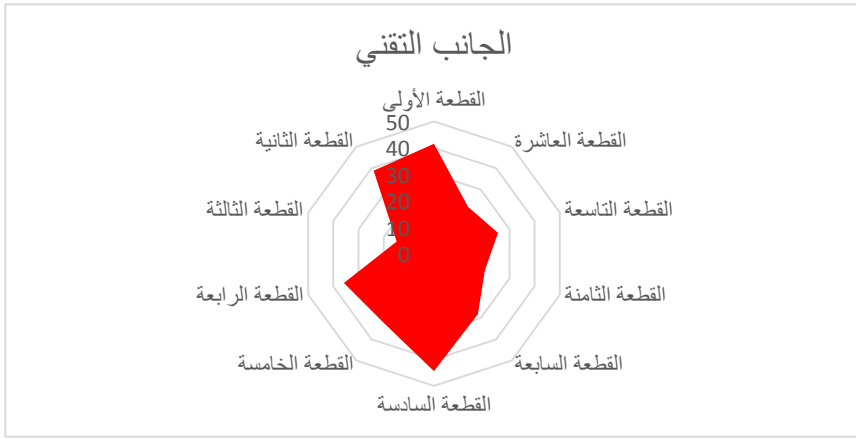 الجانب التقني
القطعة الأولى
القطعة الثانية
القطعة الثالثة
القطعة الرابعة
القطعة الخامسة
القطعة السادسة
القطعة السابعة
القطعة الثامنة
القطعة التاسعة
القطعة العاشرة
50
40
30
20
10
0